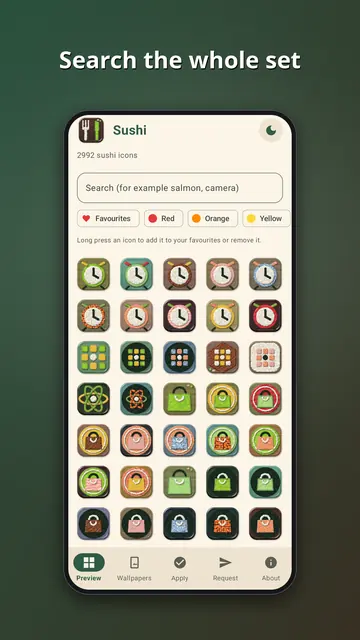 Search the whole set
Sushi
2992 sushi icons
Search (for example salmon, camera)
Favourites Red Orange Yellow
Long press an icon to add it to your favourites or remove it.
Preview Wallpapers Apply Request About